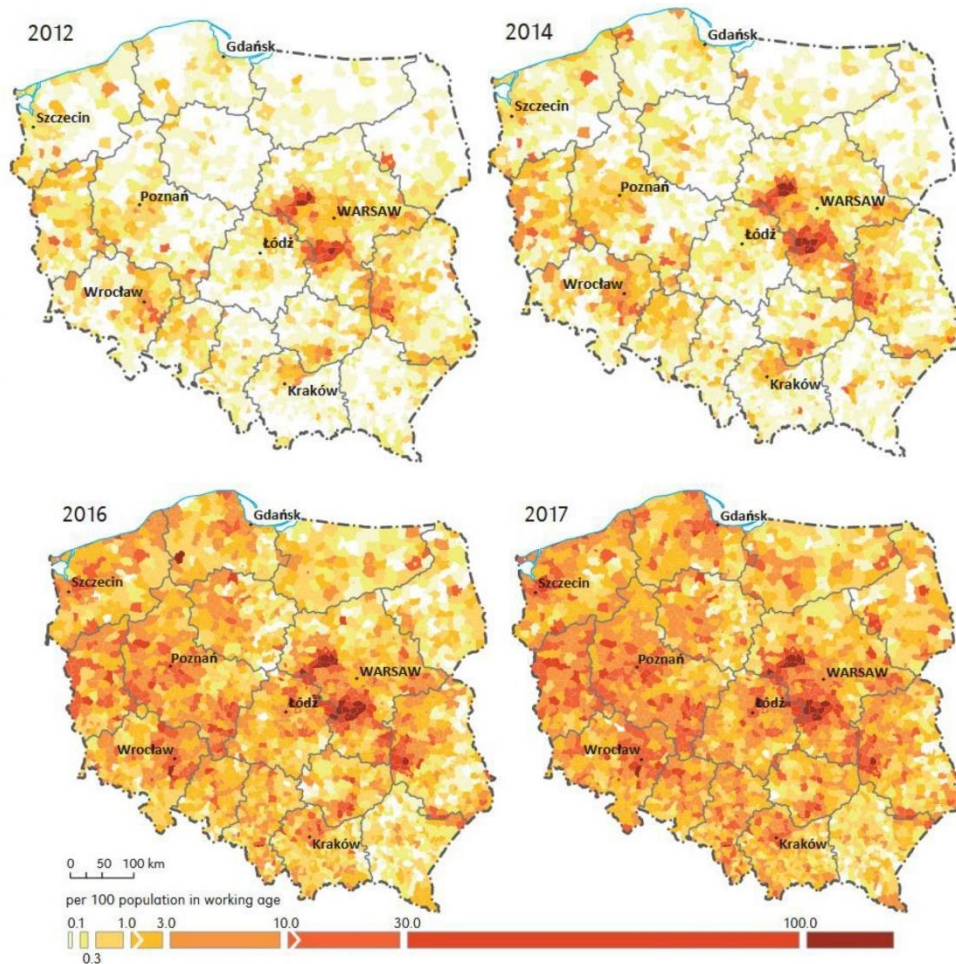 2012
Gdańsk
Szczecin
Poznań
WARSAW
Łódź
Wrocław
Kraków
2014
Gdańsk
Szczecin
Poznań
WARSAW
Łódź
Wrocław
Kraków
2016
Gdańsk
Szczecin
Poznań
WARSAW
Łódź
Wrocław
Kraków
2017
Gdańsk
Szczecin
Poznań
WARSAW
Łódź
Wrocław
Kraków
0 50 100 km
per 100 population in working age
0.1 1.0 3.0 10.0 30.0 100.0
0.3